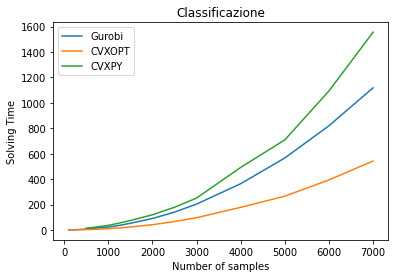 Classificazione
Gurobi
CVXOPT
CVXPY
Solving Time
1600
1400
1200
1000
800
600
400
200
0
0 1000 2000 3000 4000 5000 6000 7000
Number of samples